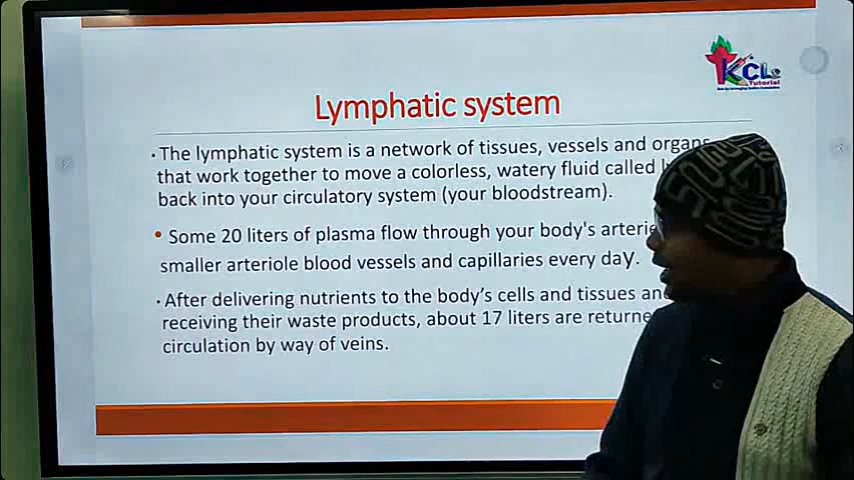 KCL
Tutorial
Lymphatic system
• The lymphatic system is a network of tissues, vessels and organs
that work together to move a colorless, watery fluid called
back into your circulatory system (your bloodstream).
• Some 20 liters of plasma flow through your body's
smaller arteriole blood vessels and capillaries every day.
• After delivering nutrients to the body's cells and tissues
receiving their waste products, about 17 liters are
circulation by way of veins.